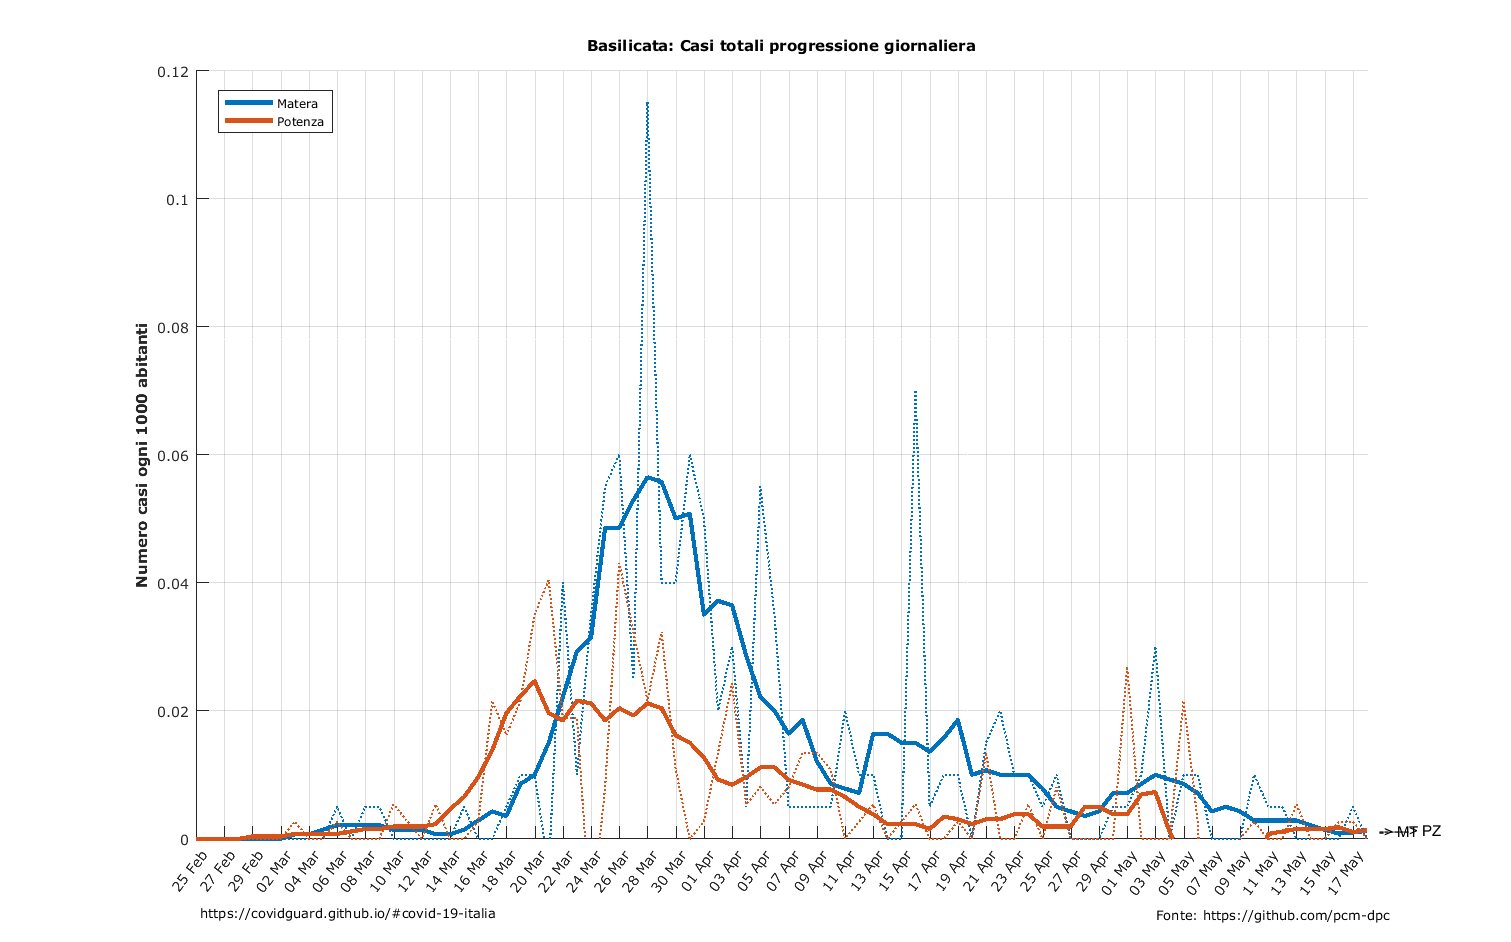 Basilicata: Casi totali progressione giornaliera
Numero casi ogni 1000 abitanti
0.12
0.1
0.08
0.06
0.04
0.02
0
Matera
Potenza
25 Feb
27 Feb
29 Feb
02 Mar
04 Mar
06 Mar
08 Mar
10 Mar
12 Mar
14 Mar
16 Mar
18 Mar
20 Mar
22 Mar
24 Mar
26 Mar
28 Mar
30 Mar
01 Apr
03 Apr
05 Apr
07 Apr
09 Apr
11 Apr
13 Apr
15 Apr
17 Apr
19 Apr
21 Apr
23 Apr
25 Apr
27 Apr
29 Apr
01 May
03 May
05 May
07 May
09 May
11 May
13 May
15 May
17 May
MT
PZ
https://covidguard.github.io/#covid-19-italia
Fonte: https://github.com/pcm-dpc